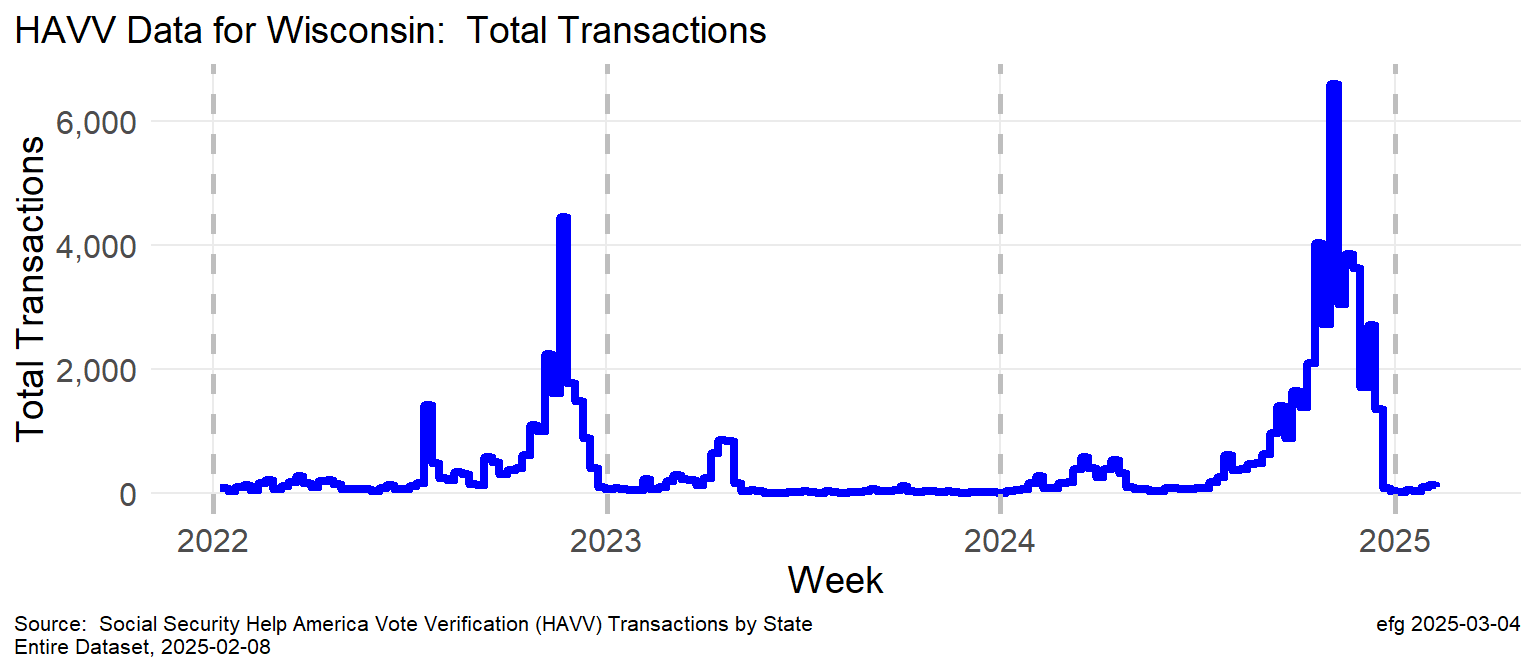 HAVV Data for Wisconsin:  Total Transactions
Total Transactions
6,000
4,000
2,000
0
2022
2023
2024
2025
Week
Source:  Social Security Help America Vote Verification (HAVV) Transactions by State
Entire Dataset, 2025-02-08
efg 2025-03-04